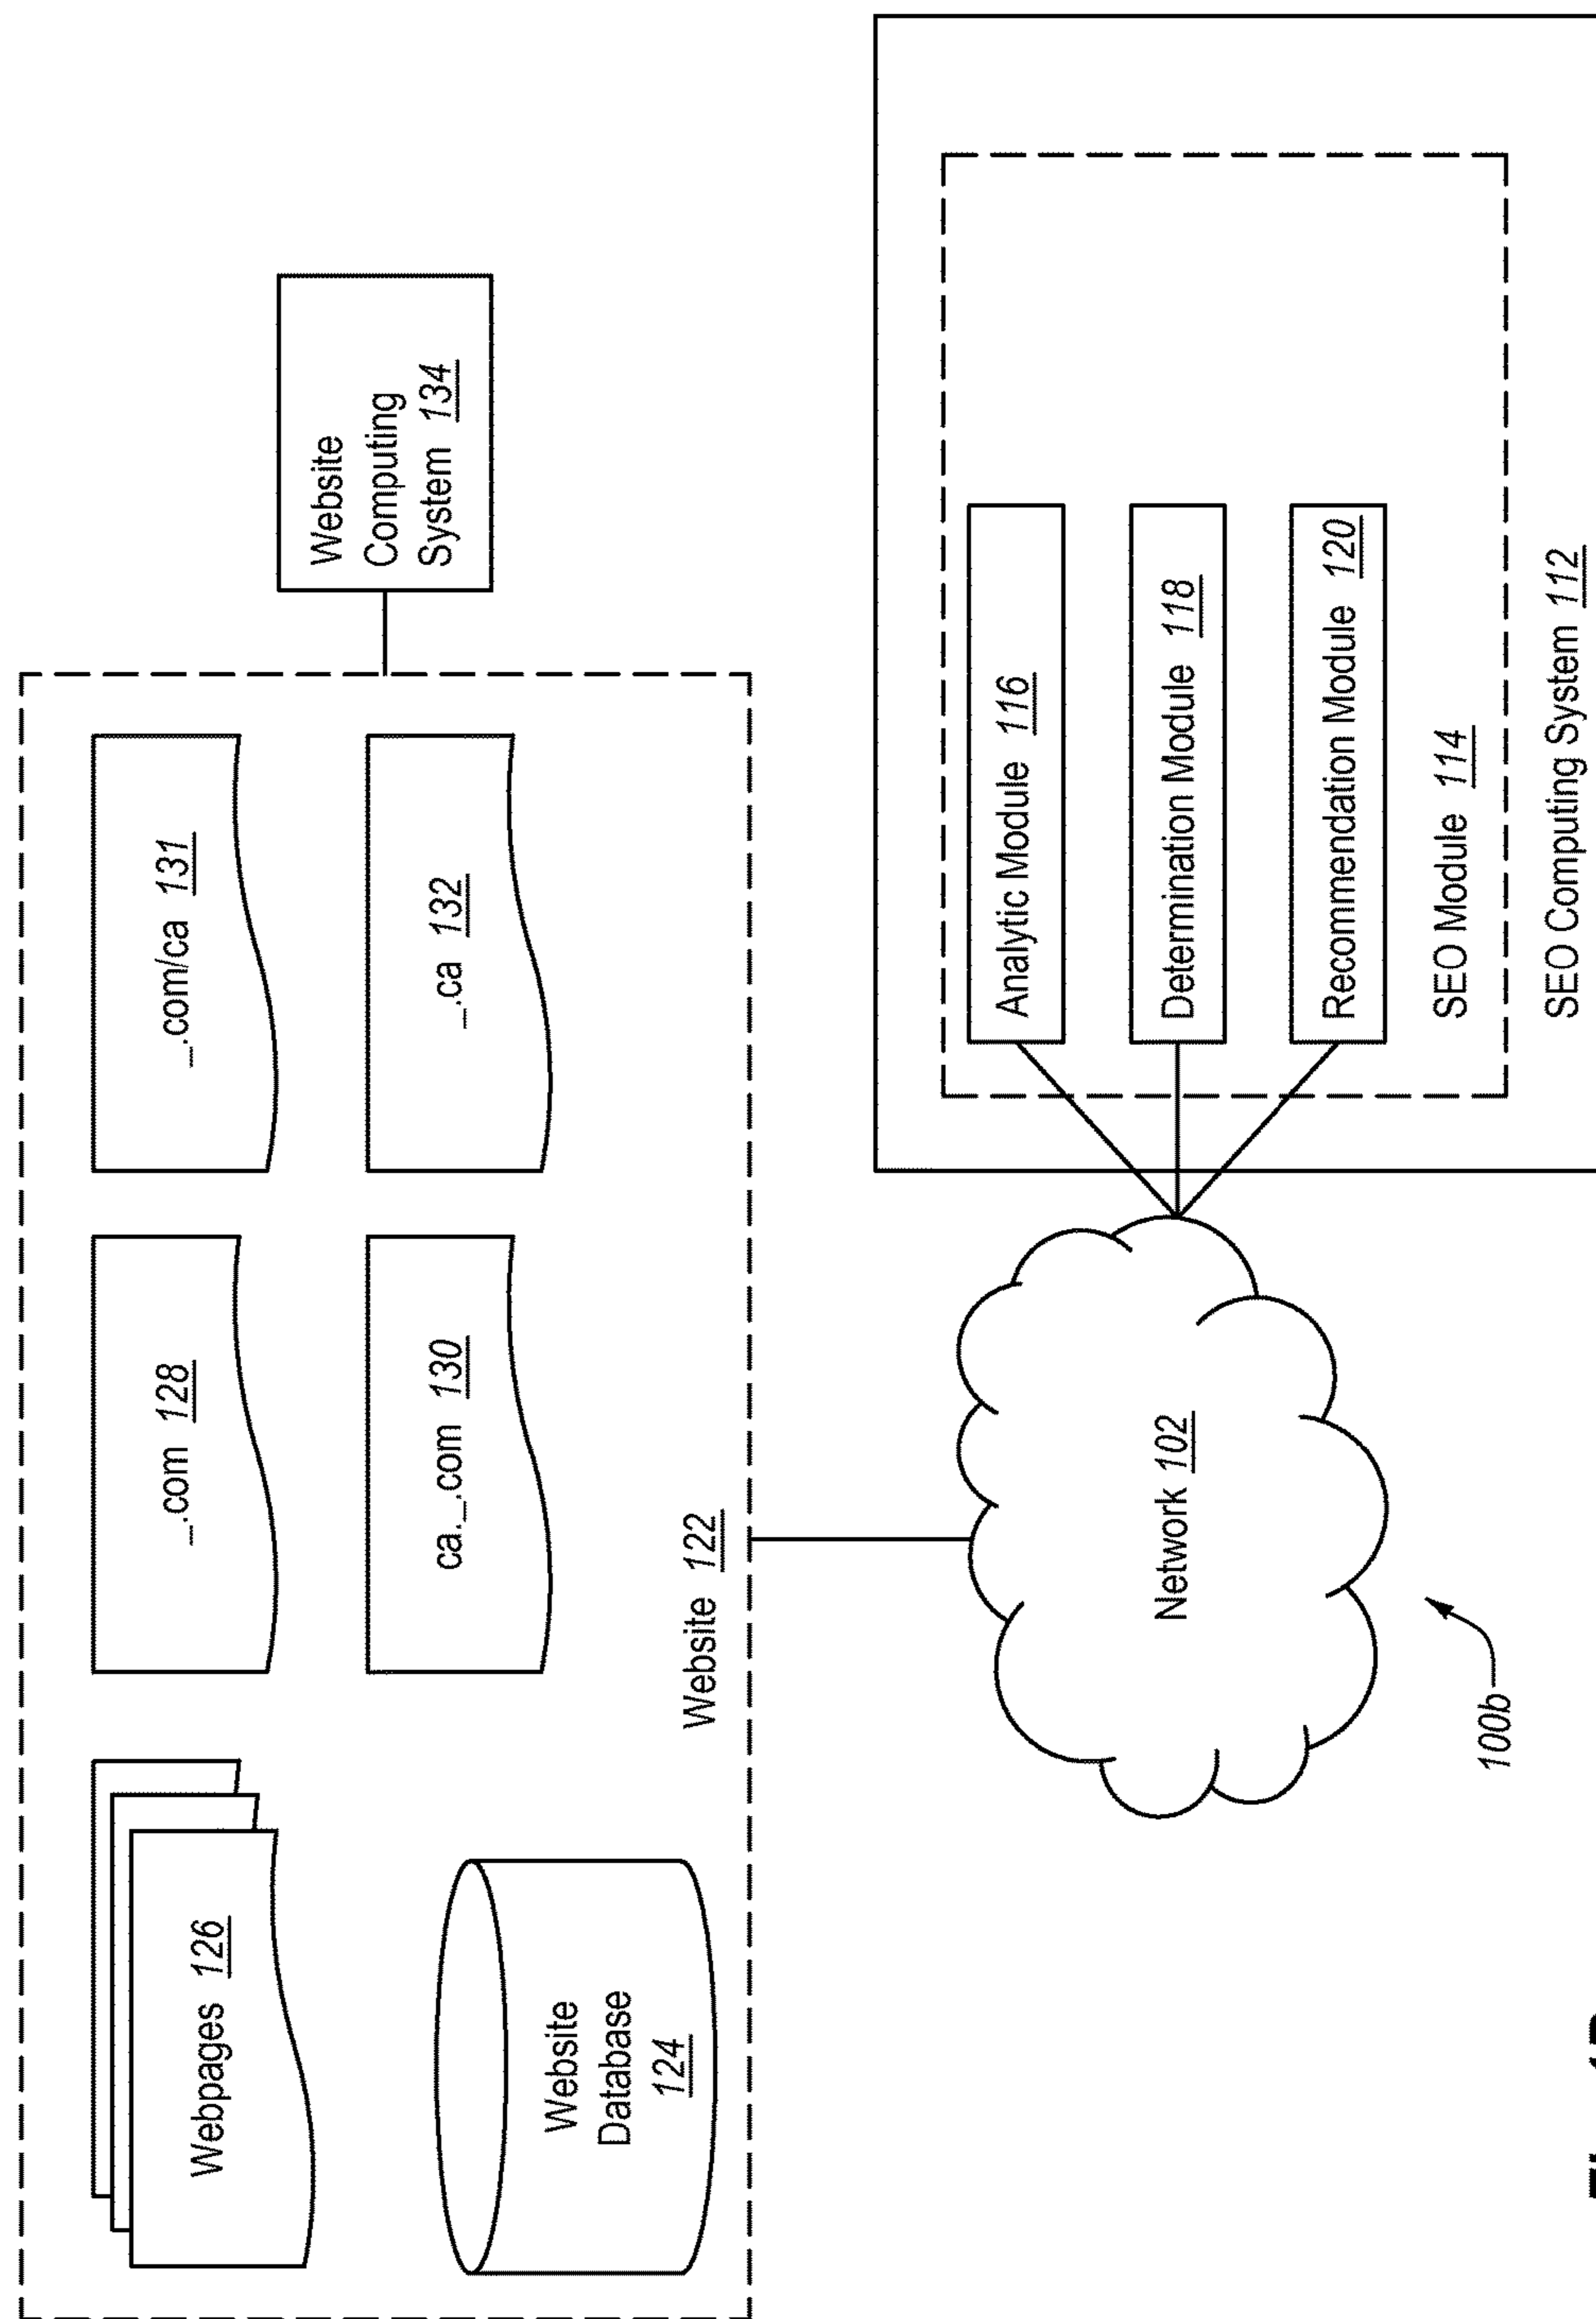 Webpages 126
_.com 128
_.com/ca 131
Website
Database
124
ca._.com 130
_.ca 132
Website 122
Website
Computing
System 134
Network 102
100b
Analytic Module 116
Determination Module 118
Recommendation Module 120
SEO Module 114
SEO Computing System 112